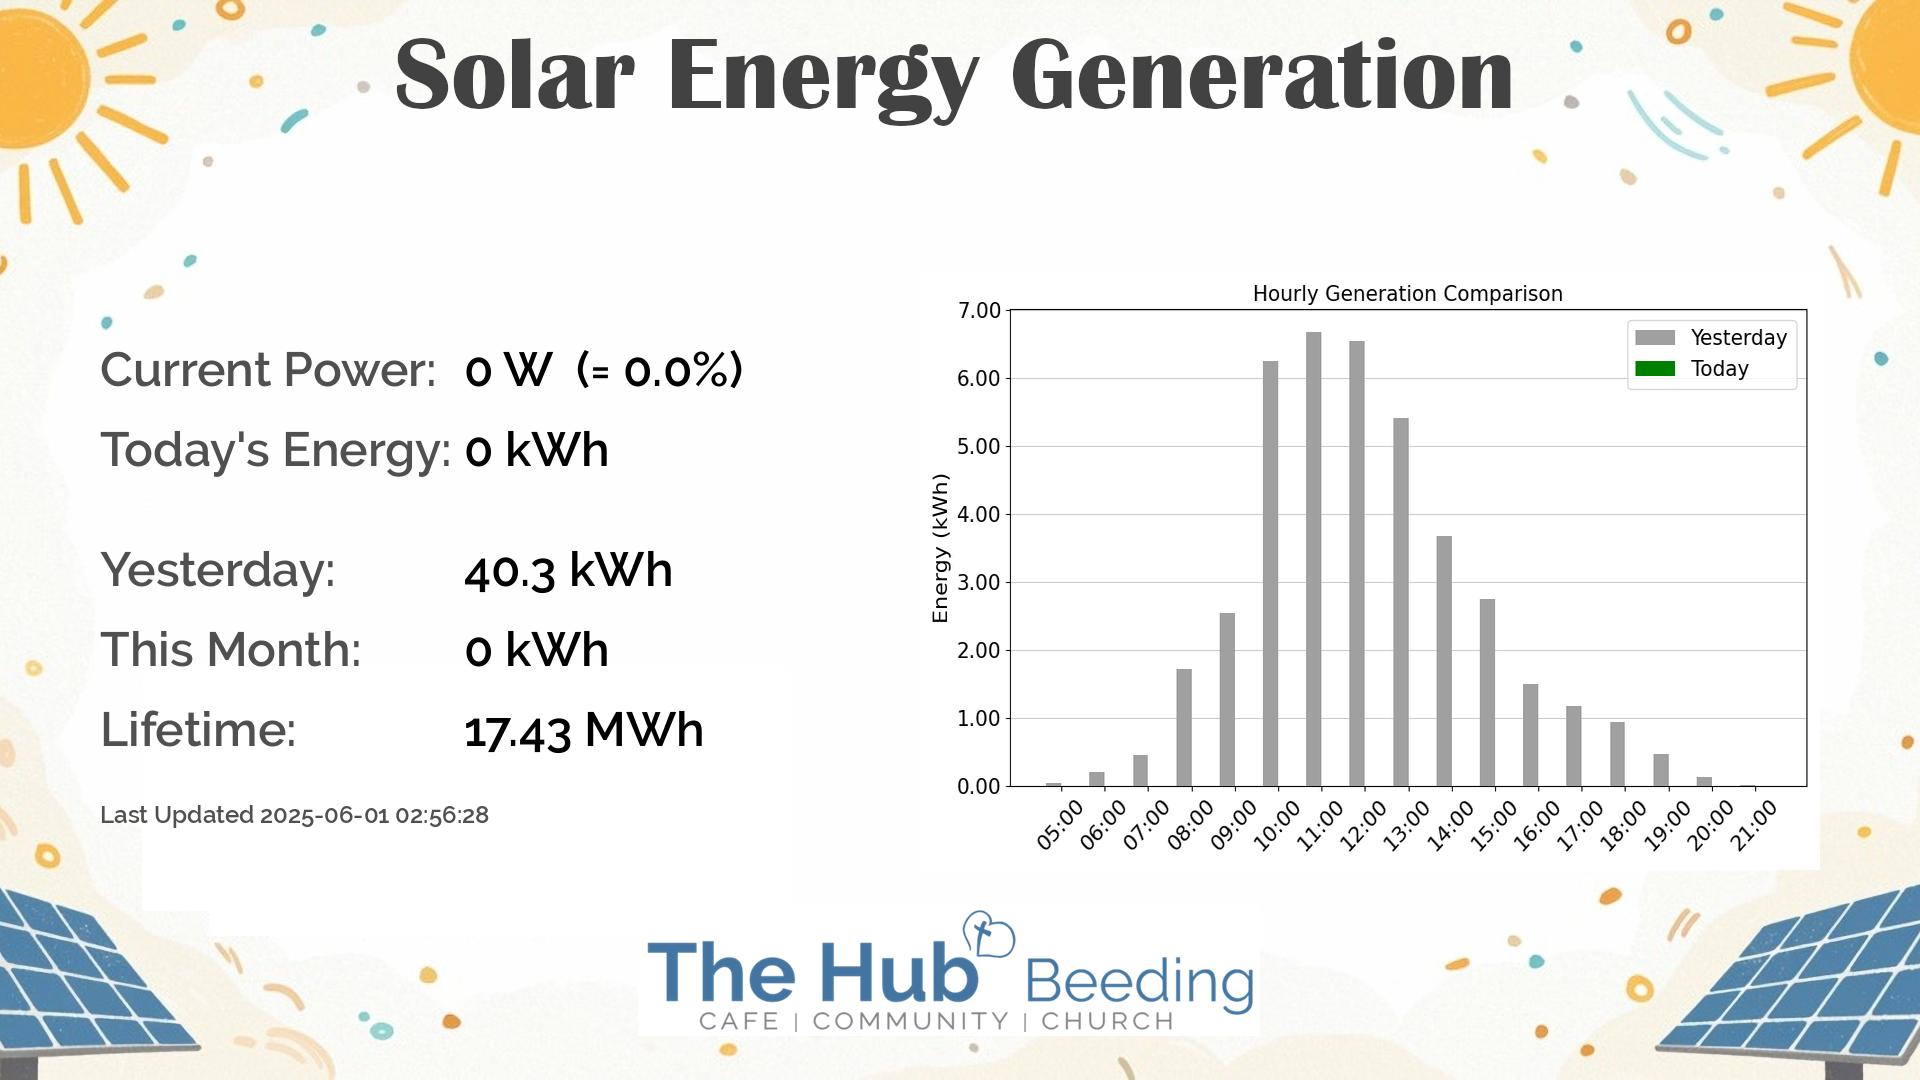 Solar Energy Generation
Current Power: 0 W (= 0.0%)
Today's Energy: 0 kWh
Yesterday: 40.3 kWh
This Month: 0 kWh
Lifetime: 17.43 MWh
Last Updated 2025-06-01 02:56:28
Hourly Generation Comparison
Yesterday
Today
Energy (kWh)
7.00
6.00
5.00
4.00
3.00
2.00
1.00
0.00
05:00 06:00 07:00 08:00 09:00 10:00 11:00 12:00 13:00 14:00 15:00 16:00 17:00 18:00 19:00 20:00 21:00
The Hub Beeding
CAFE | COMMUNITY | CHURCH